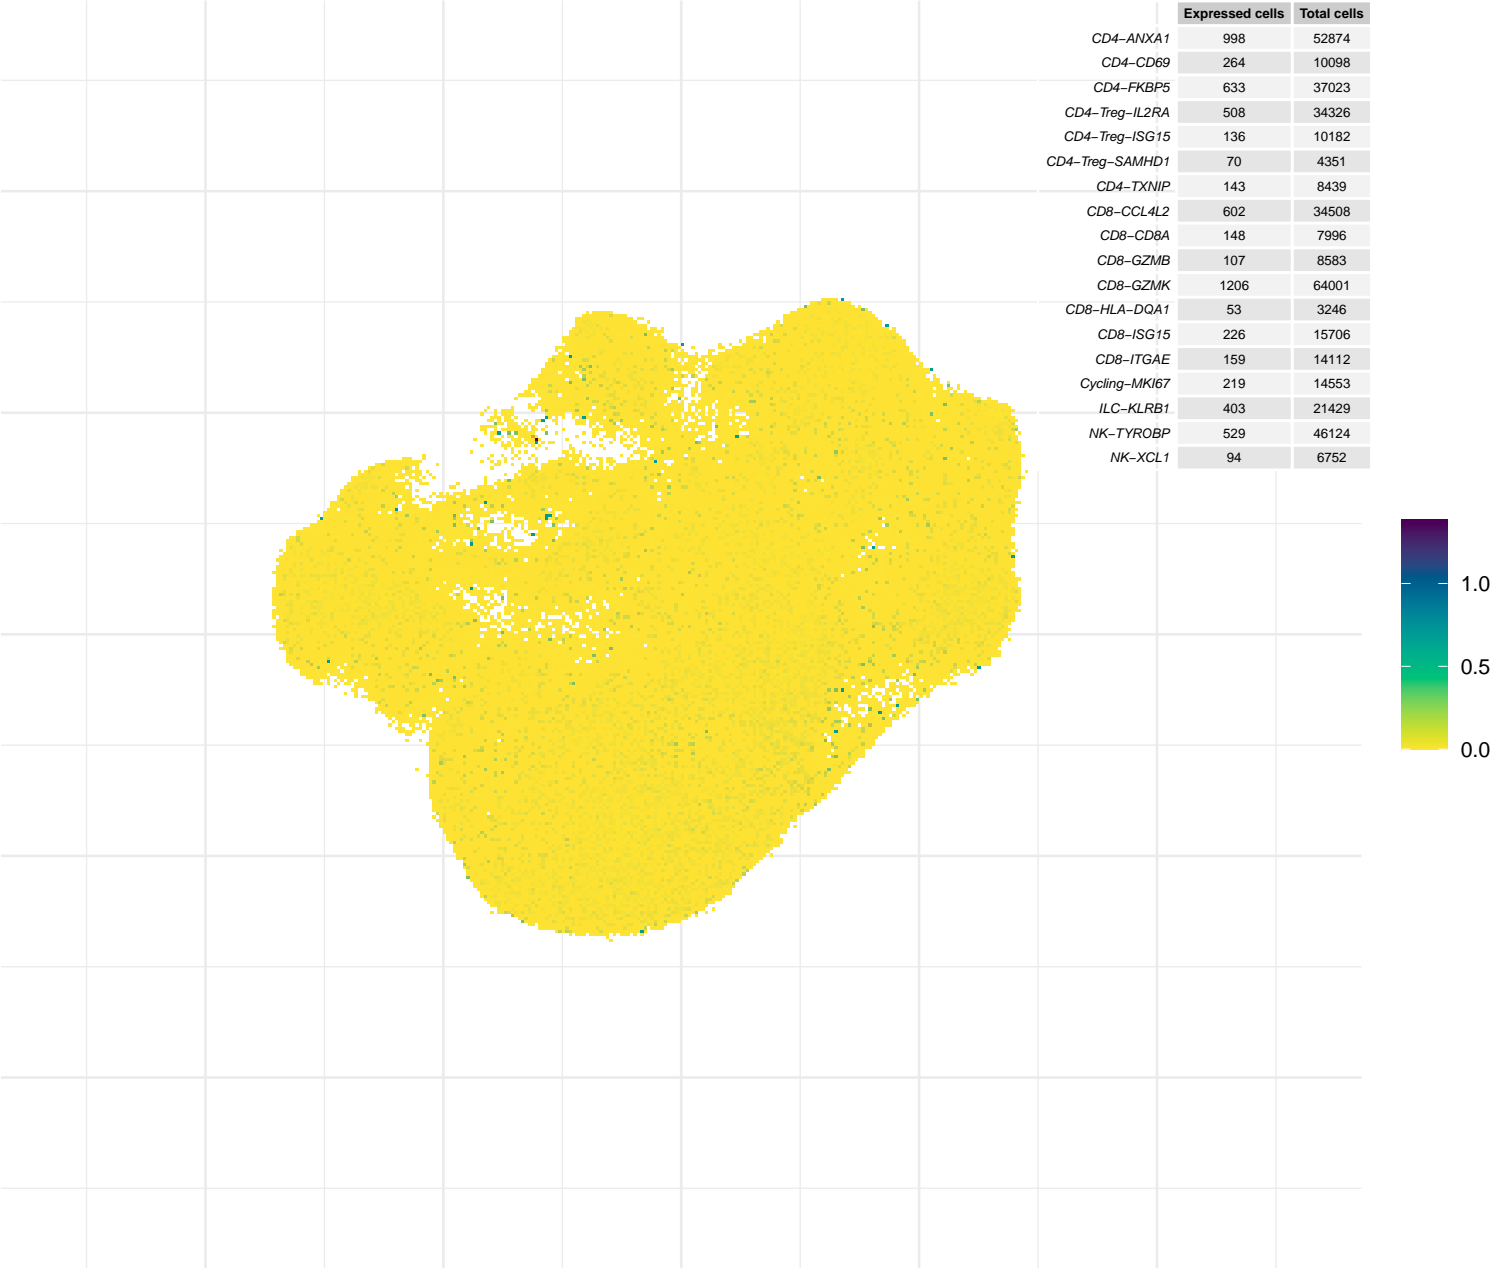 Expressed cells Total cells
CD4−ANXA1 998 52874
CD4−CD69 264 10098
CD4−FKBP5 633 37023
CD4−Treg−IL2RA 508 34326
CD4−Treg−ISG15 136 10182
CD4−Treg−SAMHD1 70 4351
CD4−TXNIP 143 8439
CD8−CCL4L2 602 34508
CD8−CD8A 148 7996
CD8−GZMB 107 8583
CD8−GZMK 1206 64001
CD8−HLA−DQA1 53 3246
CD8−ISG15 226 15706
CD8−ITGAE 159 14112
Cycling−MKI67 219 14553
ILC−KLRB1 403 21429
NK−TYROBP 529 46124
NK−XCL1 94 6752
1.0
0.5
0.0